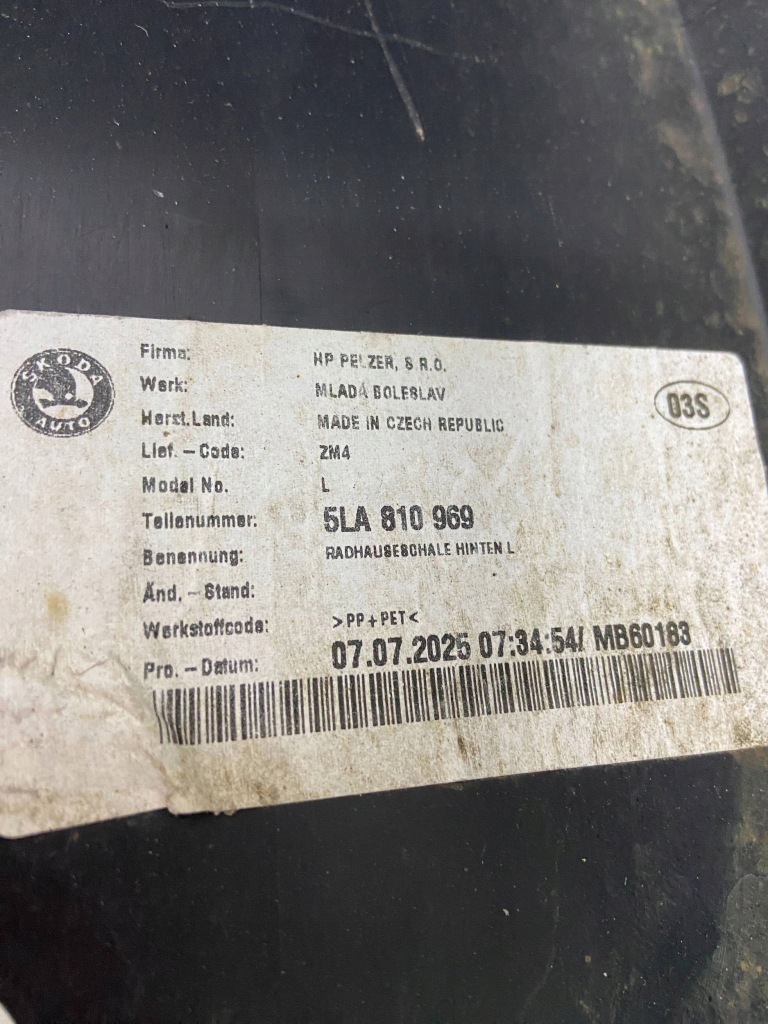 ŠKODA
AUTO
Firma: HP PELZER, S.R.O.
Werk: MLADÁ BOLESLAV
Herst.Land: MADE IN CZECH REPUBLIC
Lief.-Code: ZM4
Model No. L
Teilenummer: 5LA 810 969
Benennung: RADHAUSESCHALE HINTEN L
Änd.-Stand:
Werkstoffcode: >PP+PET<
Pro.-Datum: 07.07.2025 07:34:54/ MB60183
03S